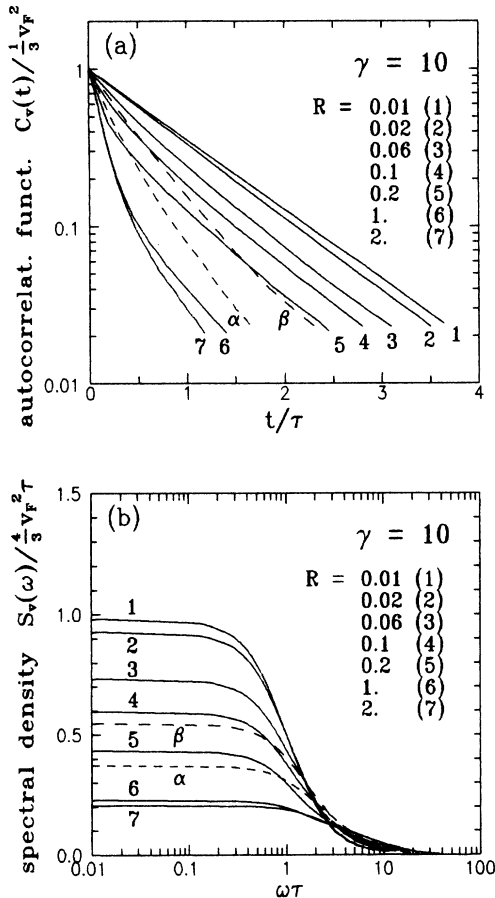 (a)
γ = 10
R = 0.01 (1)
0.02 (2)
0.06 (3)
0.1 (4)
0.2 (5)
1. (6)
2. (7)
autocorrelat. funct. C_v(t)/⅓v_F²
1
0.1
0.01
α
β
7 6 5 4 3 2 1
0 1 2 3 4
t/τ
(b)
γ = 10
R = 0.01 (1)
0.02 (2)
0.06 (3)
0.1 (4)
0.2 (5)
1. (6)
2. (7)
spectral density S_v(ω)/⁴⁄₃v_F²τ
1.5
1.0
0.5
0.0
1
2
3
4
β
5
α
6
7
0.01 0.1 1 10 100
ωτ